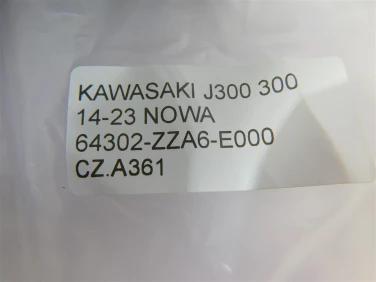 KAWASAKI J300 300
14-23 NOWA
64302-ZZA6-E000
CZ.A361